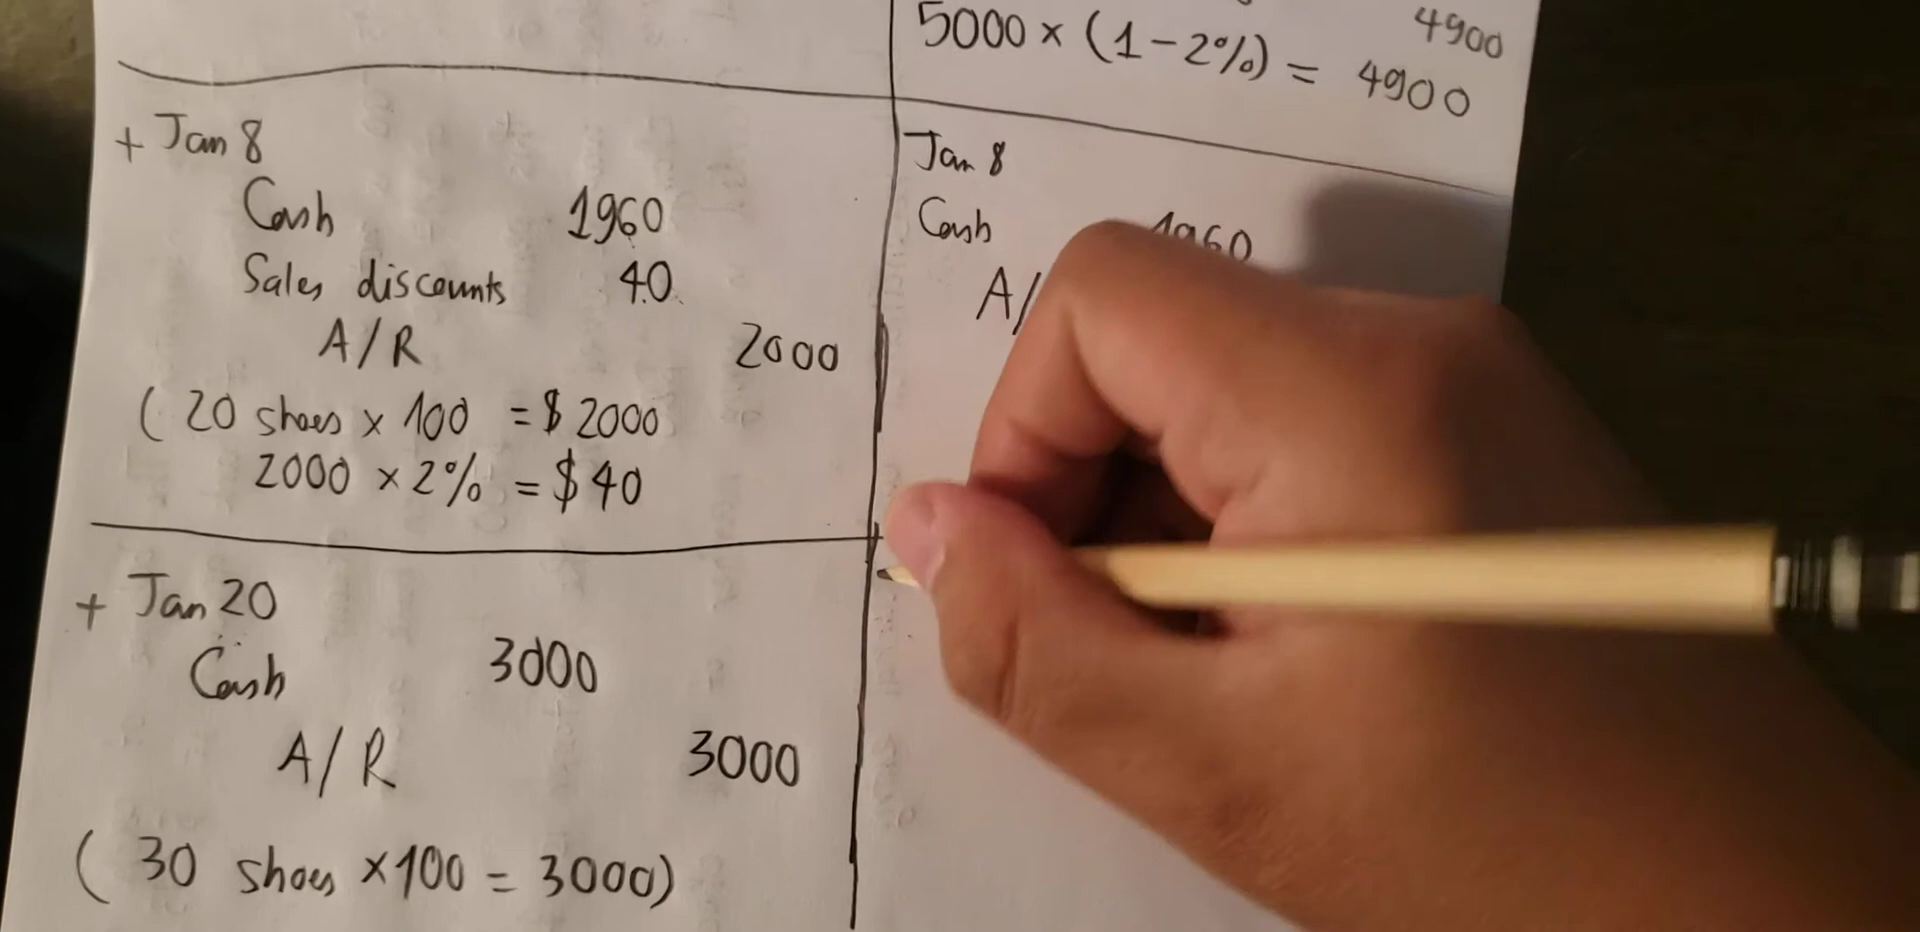 4900
5000 × (1 - 2%) = 4900
+ Jan 8
Cash 1960
Sales discounts 40
A/R 2000
( 20 shoes × 100 = $ 2000
2000 × 2% = $ 40
+ Jan 20
Cash 3000
A/R 3000
( 30 shoes ×100 = 3000)
Jan 8
Cash 1960
A/